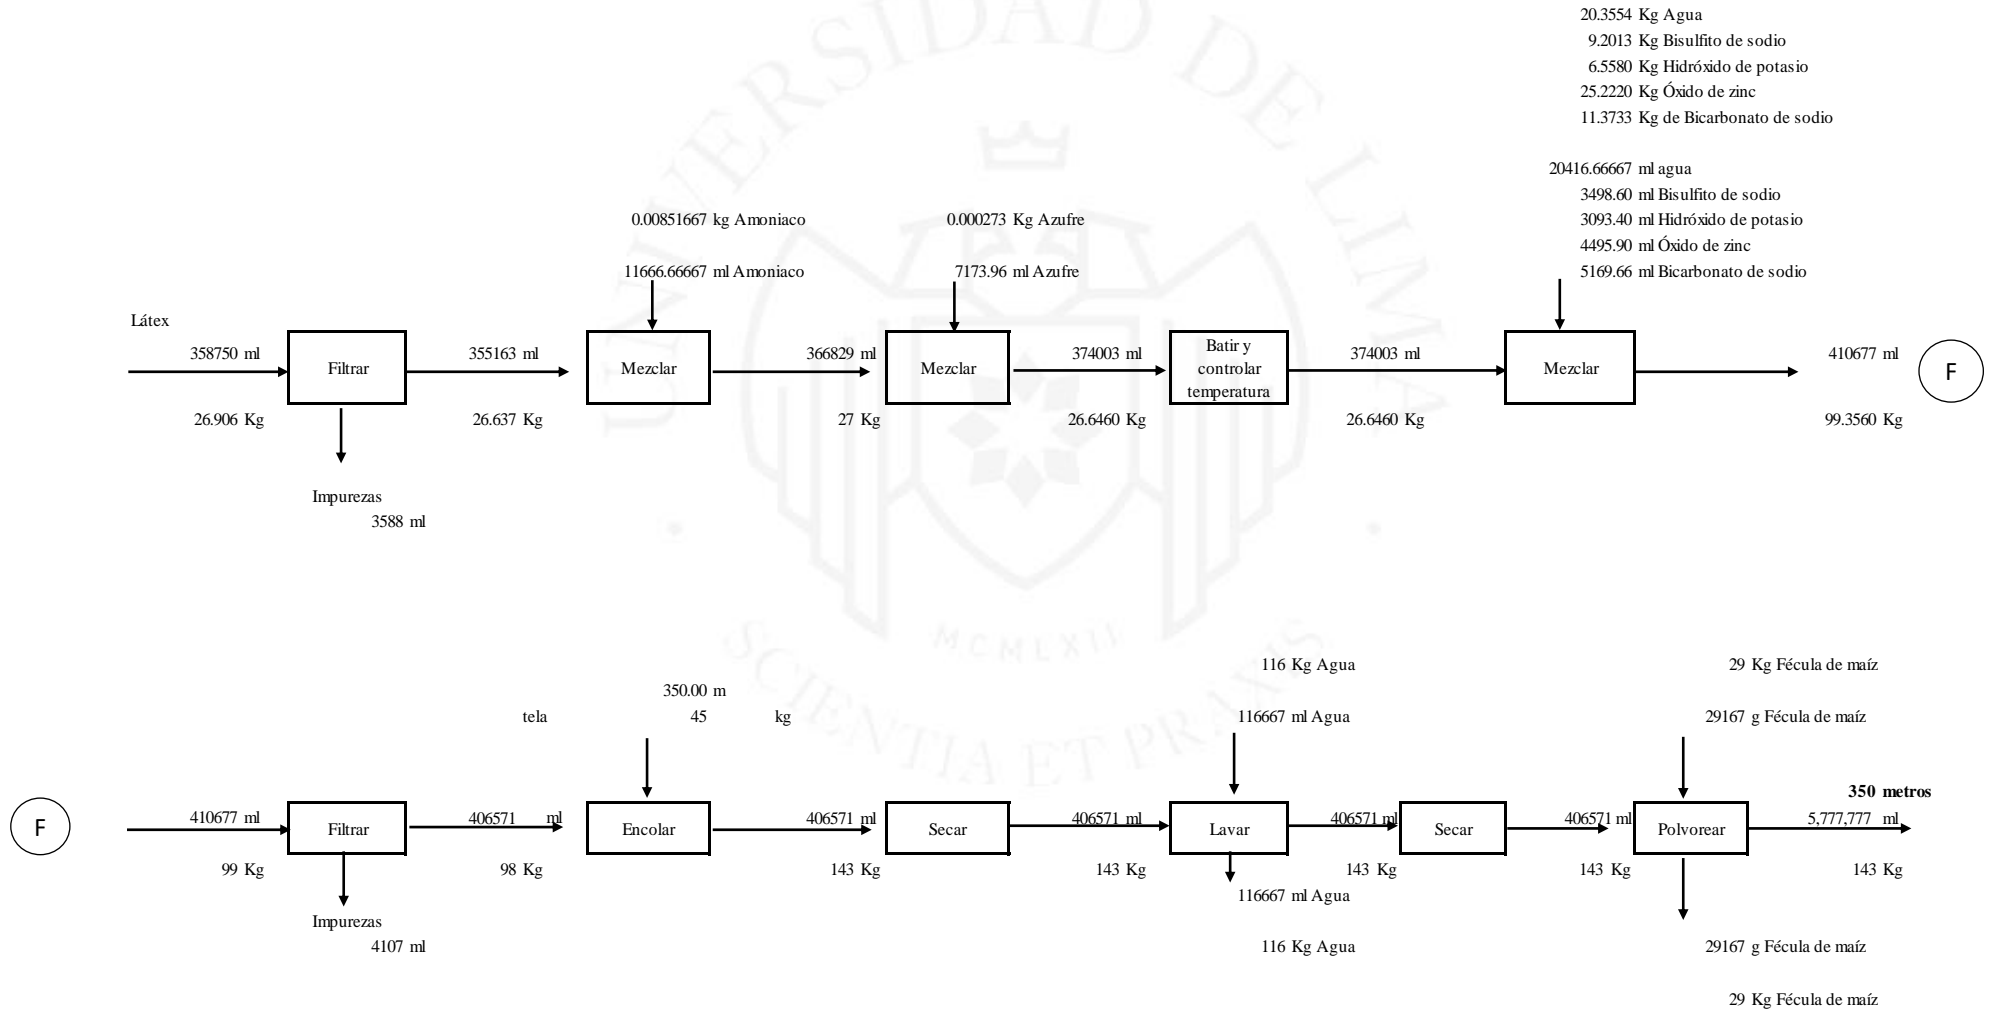 UNIVERSIDAD DE LIMA
SCIENTIA ET PRAXIS
MCMLXII
20.3554 Kg Agua
9.2013 Kg Bisulfito de sodio
6.5580 Kg Hidróxido de potasio
25.2220 Kg Óxido de zinc
11.3733 Kg de Bicarbonato de sodio
20416.66667 ml agua
3498.60 ml Bisulfito de sodio
3093.40 ml Hidróxido de potasio
4495.90 ml Óxido de zinc
5169.66 ml Bicarbonato de sodio
0.00851667 kg Amoniaco
0.000273 Kg Azufre
11666.66667 ml Amoniaco
7173.96 ml Azufre
Látex
358750 ml
Filtrar
355163 ml
Mezclar
366829 ml
Mezclar
374003 ml
Batir y
controlar
temperatura
374003 ml
Mezclar
410677 ml
F
26.906 Kg
26.637 Kg
27 Kg
26.6460 Kg
26.6460 Kg
99.3560 Kg
Impurezas
3588 ml
116 Kg Agua
29 Kg Fécula de maíz
350.00 m
tela 45 kg
116667 ml Agua
29167 g Fécula de maíz
350 metros
F
410677 ml
Filtrar
406571 ml
Encolar
406571 ml
Secar
406571 ml
Lavar
406571 ml
Secar
406571 ml
Polvorear
5,777,777 ml
99 Kg
98 Kg
143 Kg
143 Kg
143 Kg
143 Kg
143 Kg
116667 ml Agua
Impurezas
4107 ml
116 Kg Agua
29167 g Fécula de maíz
29 Kg Fécula de maíz